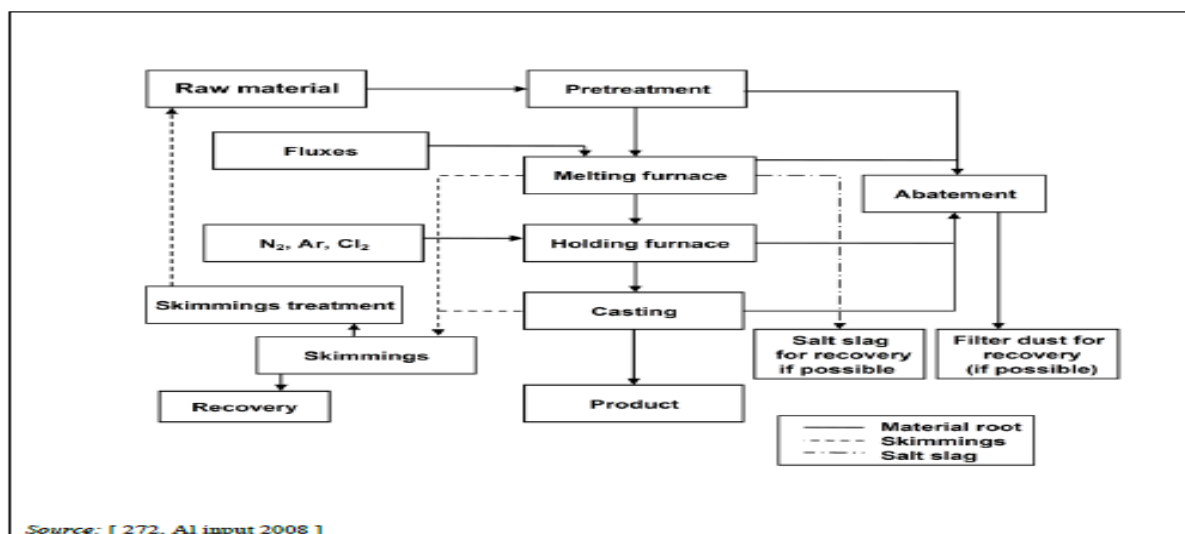 Raw material
Pretreatment
Fluxes
Melting furnace
Abatement
N₂, Ar, Cl₂
Holding furnace
Skimmings treatment
Casting
Skimmings
Salt slag
for recovery
if possible
Filter dust for
recovery
(if possible)
Recovery
Product
Material root
Skimmings
Salt slag
Source: [ 272, Al input 2008 ]